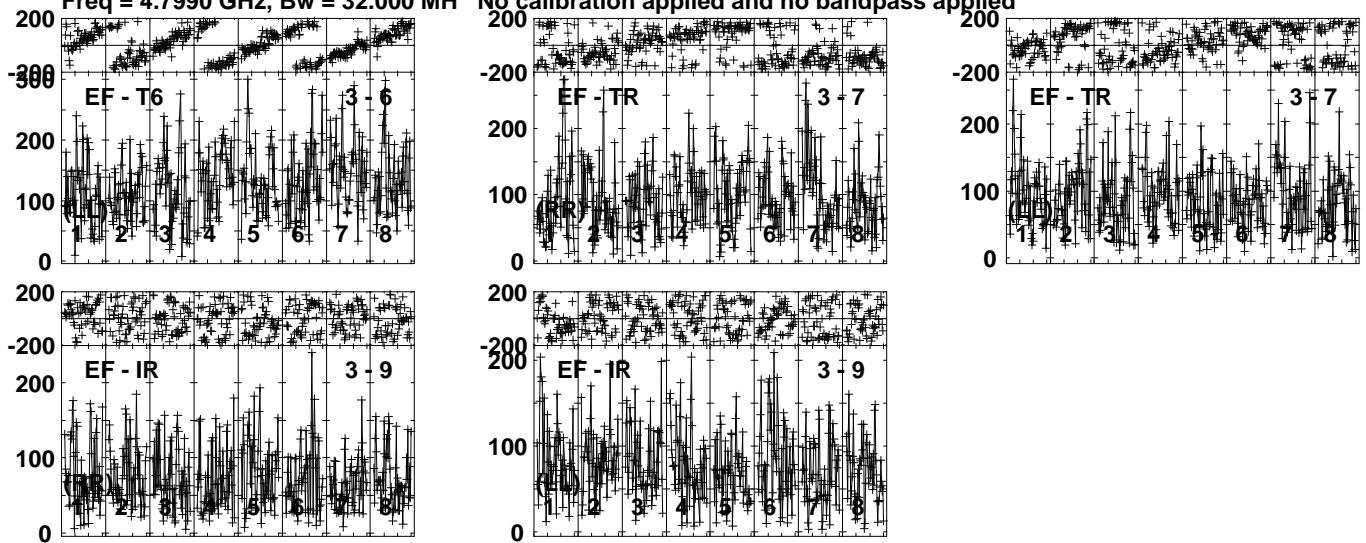 Freq = 4.7990 GHz, Bw = 32.000 MH No calibration applied and no bandpass applied
200
-200
300
200
100
0
EF - T6 3 - 6
(LL)
1 2 3 4 5 6 7 8
200
-200
200
100
0
EF - TR 3 - 7
(RR)
1 2 3 4 5 6 7 8
200
-200
200
100
0
EF - TR 3 - 7
(LL)
1 2 3 4 5 6 7 8
200
-200
200
100
0
EF - IR 3 - 9
(RR)
1 2 3 4 5 6 7 8
200
-200
200
100
0
EF - IR 3 - 9
(LL)
1 2 3 4 5 6 7 8